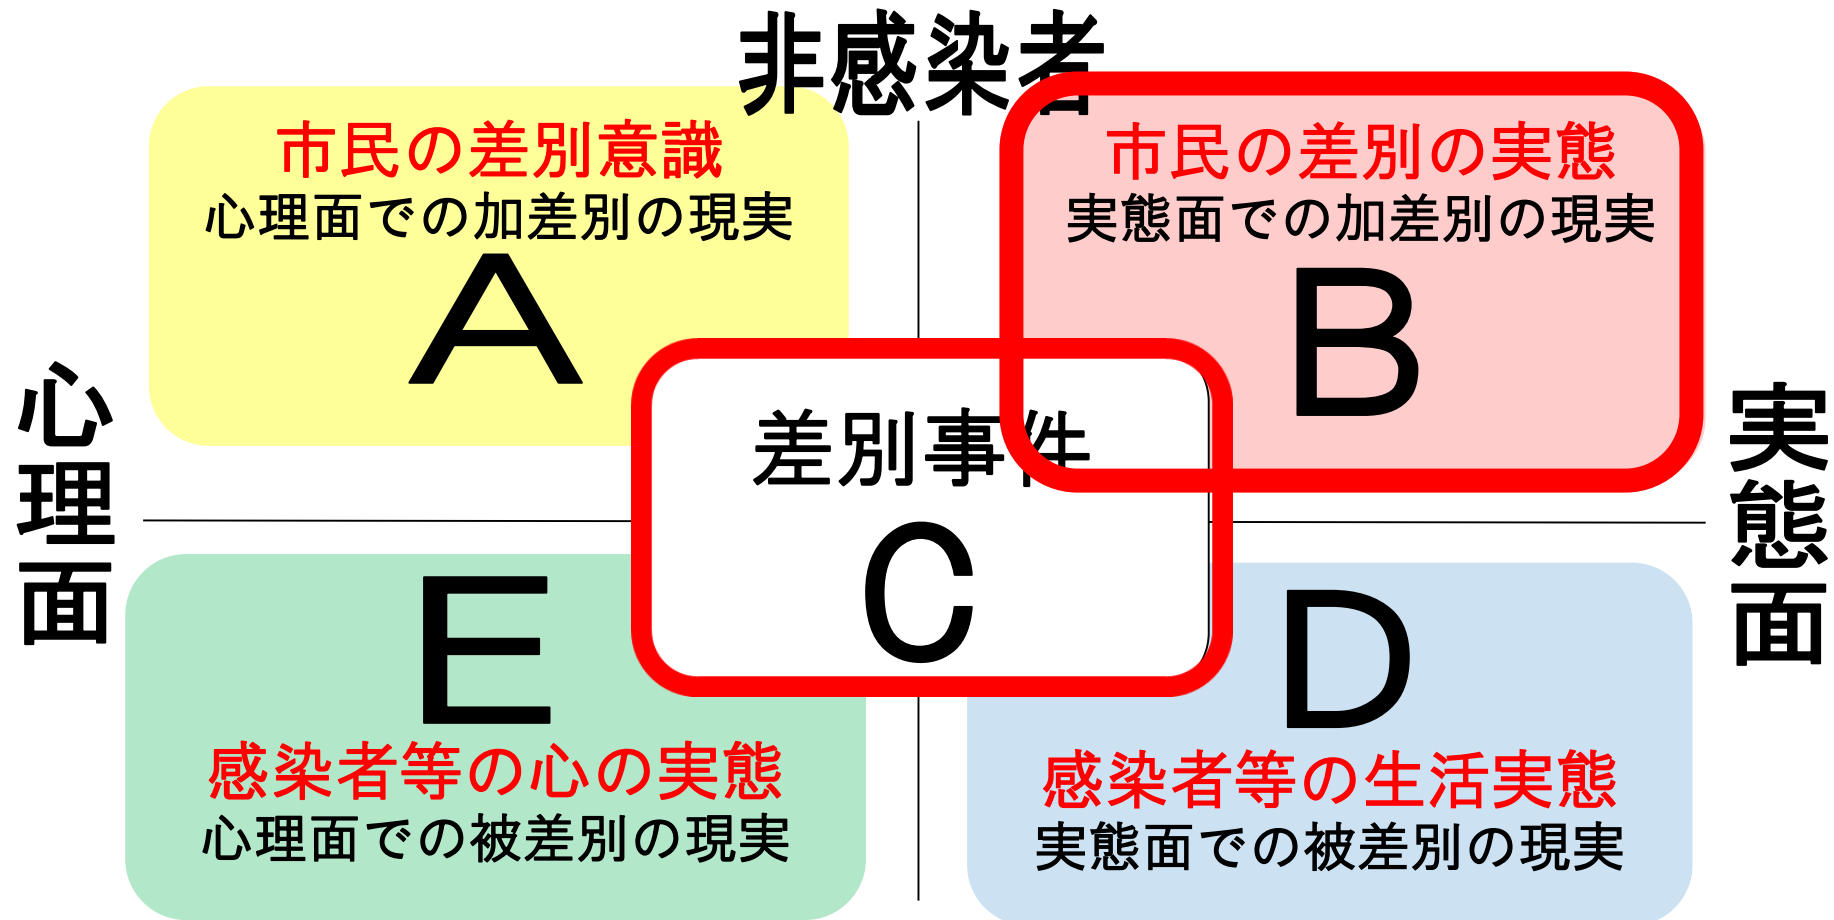 非感染者
市民の差別意識
心理面での加差別の現実
A
市民の差別の実態
実態面での加差別の現実
B
心理面
差別事件
C
実態面
E
感染者等の心の実態
心理面での被差別の現実
D
感染者等の生活実態
実態面での被差別の現実